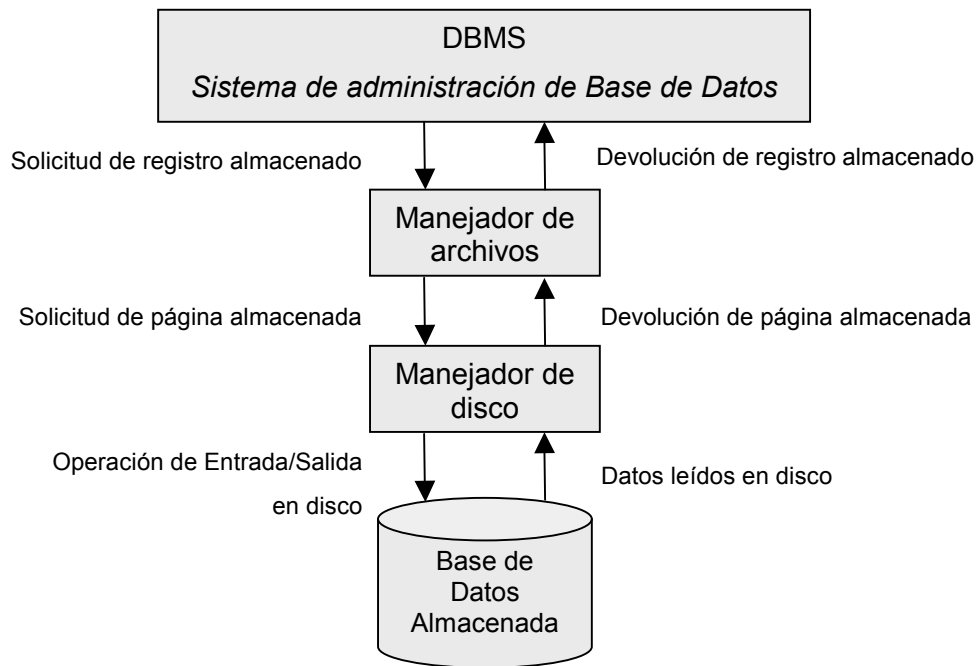 DBMS
Sistema de administración de Base de Datos
Solicitud de registro almacenado
Devolución de registro almacenado
Manejador de
archivos
Solicitud de página almacenada
Devolución de página almacenada
Manejador de
disco
Operación de Entrada/Salida
en disco
Datos leídos en disco
Base de
Datos
Almacenada